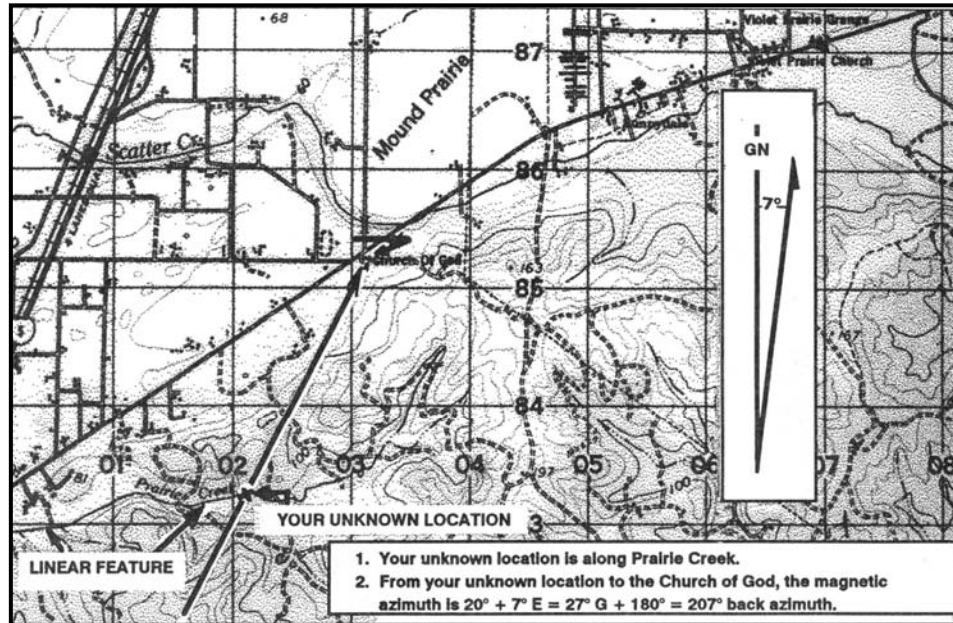 68
Violet Prairie Grange
87
Violet Prairie Church
60
Mound Prairie
Scatter Cr.
GN
86
7°
Church Of God
163
85
84
01
02
03
04
05
06
07
08
81
100
97
100
Prairie Creek
YOUR UNKNOWN LOCATION
3
LINEAR FEATURE
1. Your unknown location is along Prairie Creek.
2. From your unknown location to the Church of God, the magnetic
azimuth is 20° + 7° E = 27° G + 180° = 207° back azimuth.